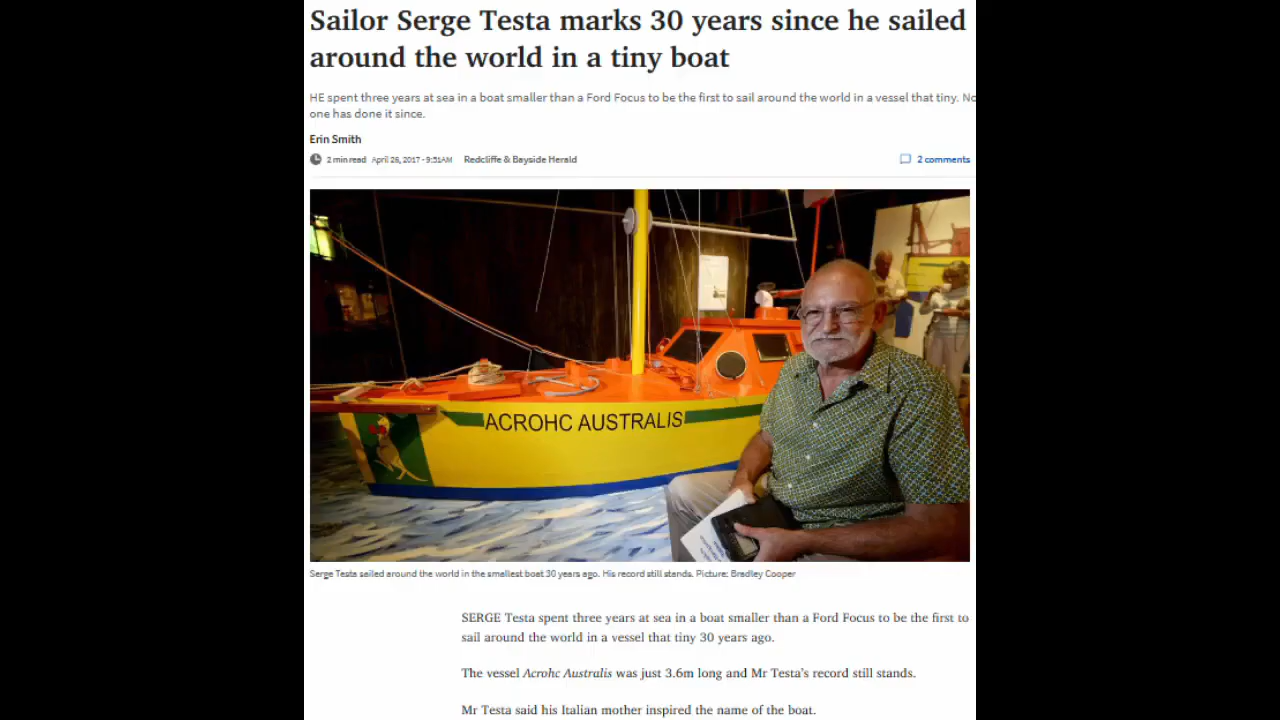 Sailor Serge Testa marks 30 years since he sailed
around the world in a tiny boat
HE spent three years at sea in a boat smaller than a Ford Focus to be the first to sail around the world in a vessel that tiny. No
one has done it since.
Erin Smith
2 min read April 26, 2017 - 9:51AM Redcliffe & Bayside Herald
2 comments
ACROHC AUSTRALIS
Serge Testa sailed around the world in the smallest boat 30 years ago. His record still stands. Picture: Bradley Cooper
SERGE Testa spent three years at sea in a boat smaller than a Ford Focus to be the first to
sail around the world in a vessel that tiny 30 years ago.
The vessel Acrohc Australis was just 3.6m long and Mr Testa's record still stands.
Mr Testa said his Italian mother inspired the name of the boat.